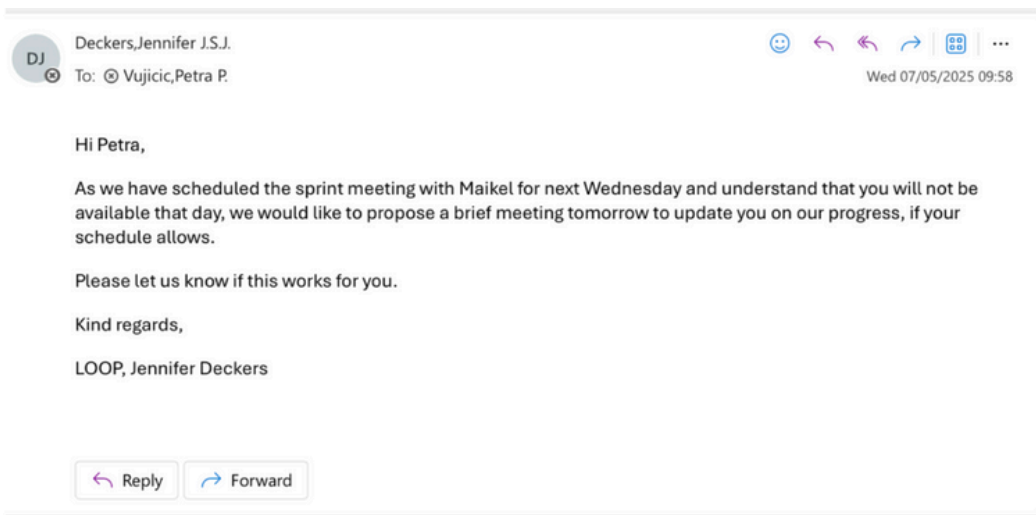 DJ
Deckers,Jennifer J.S.J.
To: Vujicic,Petra P.
Wed 07/05/2025 09:58
Hi Petra,
As we have scheduled the sprint meeting with Maikel for next Wednesday and understand that you will not be
available that day, we would like to propose a brief meeting tomorrow to update you on our progress, if your
schedule allows.
Please let us know if this works for you.
Kind regards,
LOOP, Jennifer Deckers
Reply
Forward